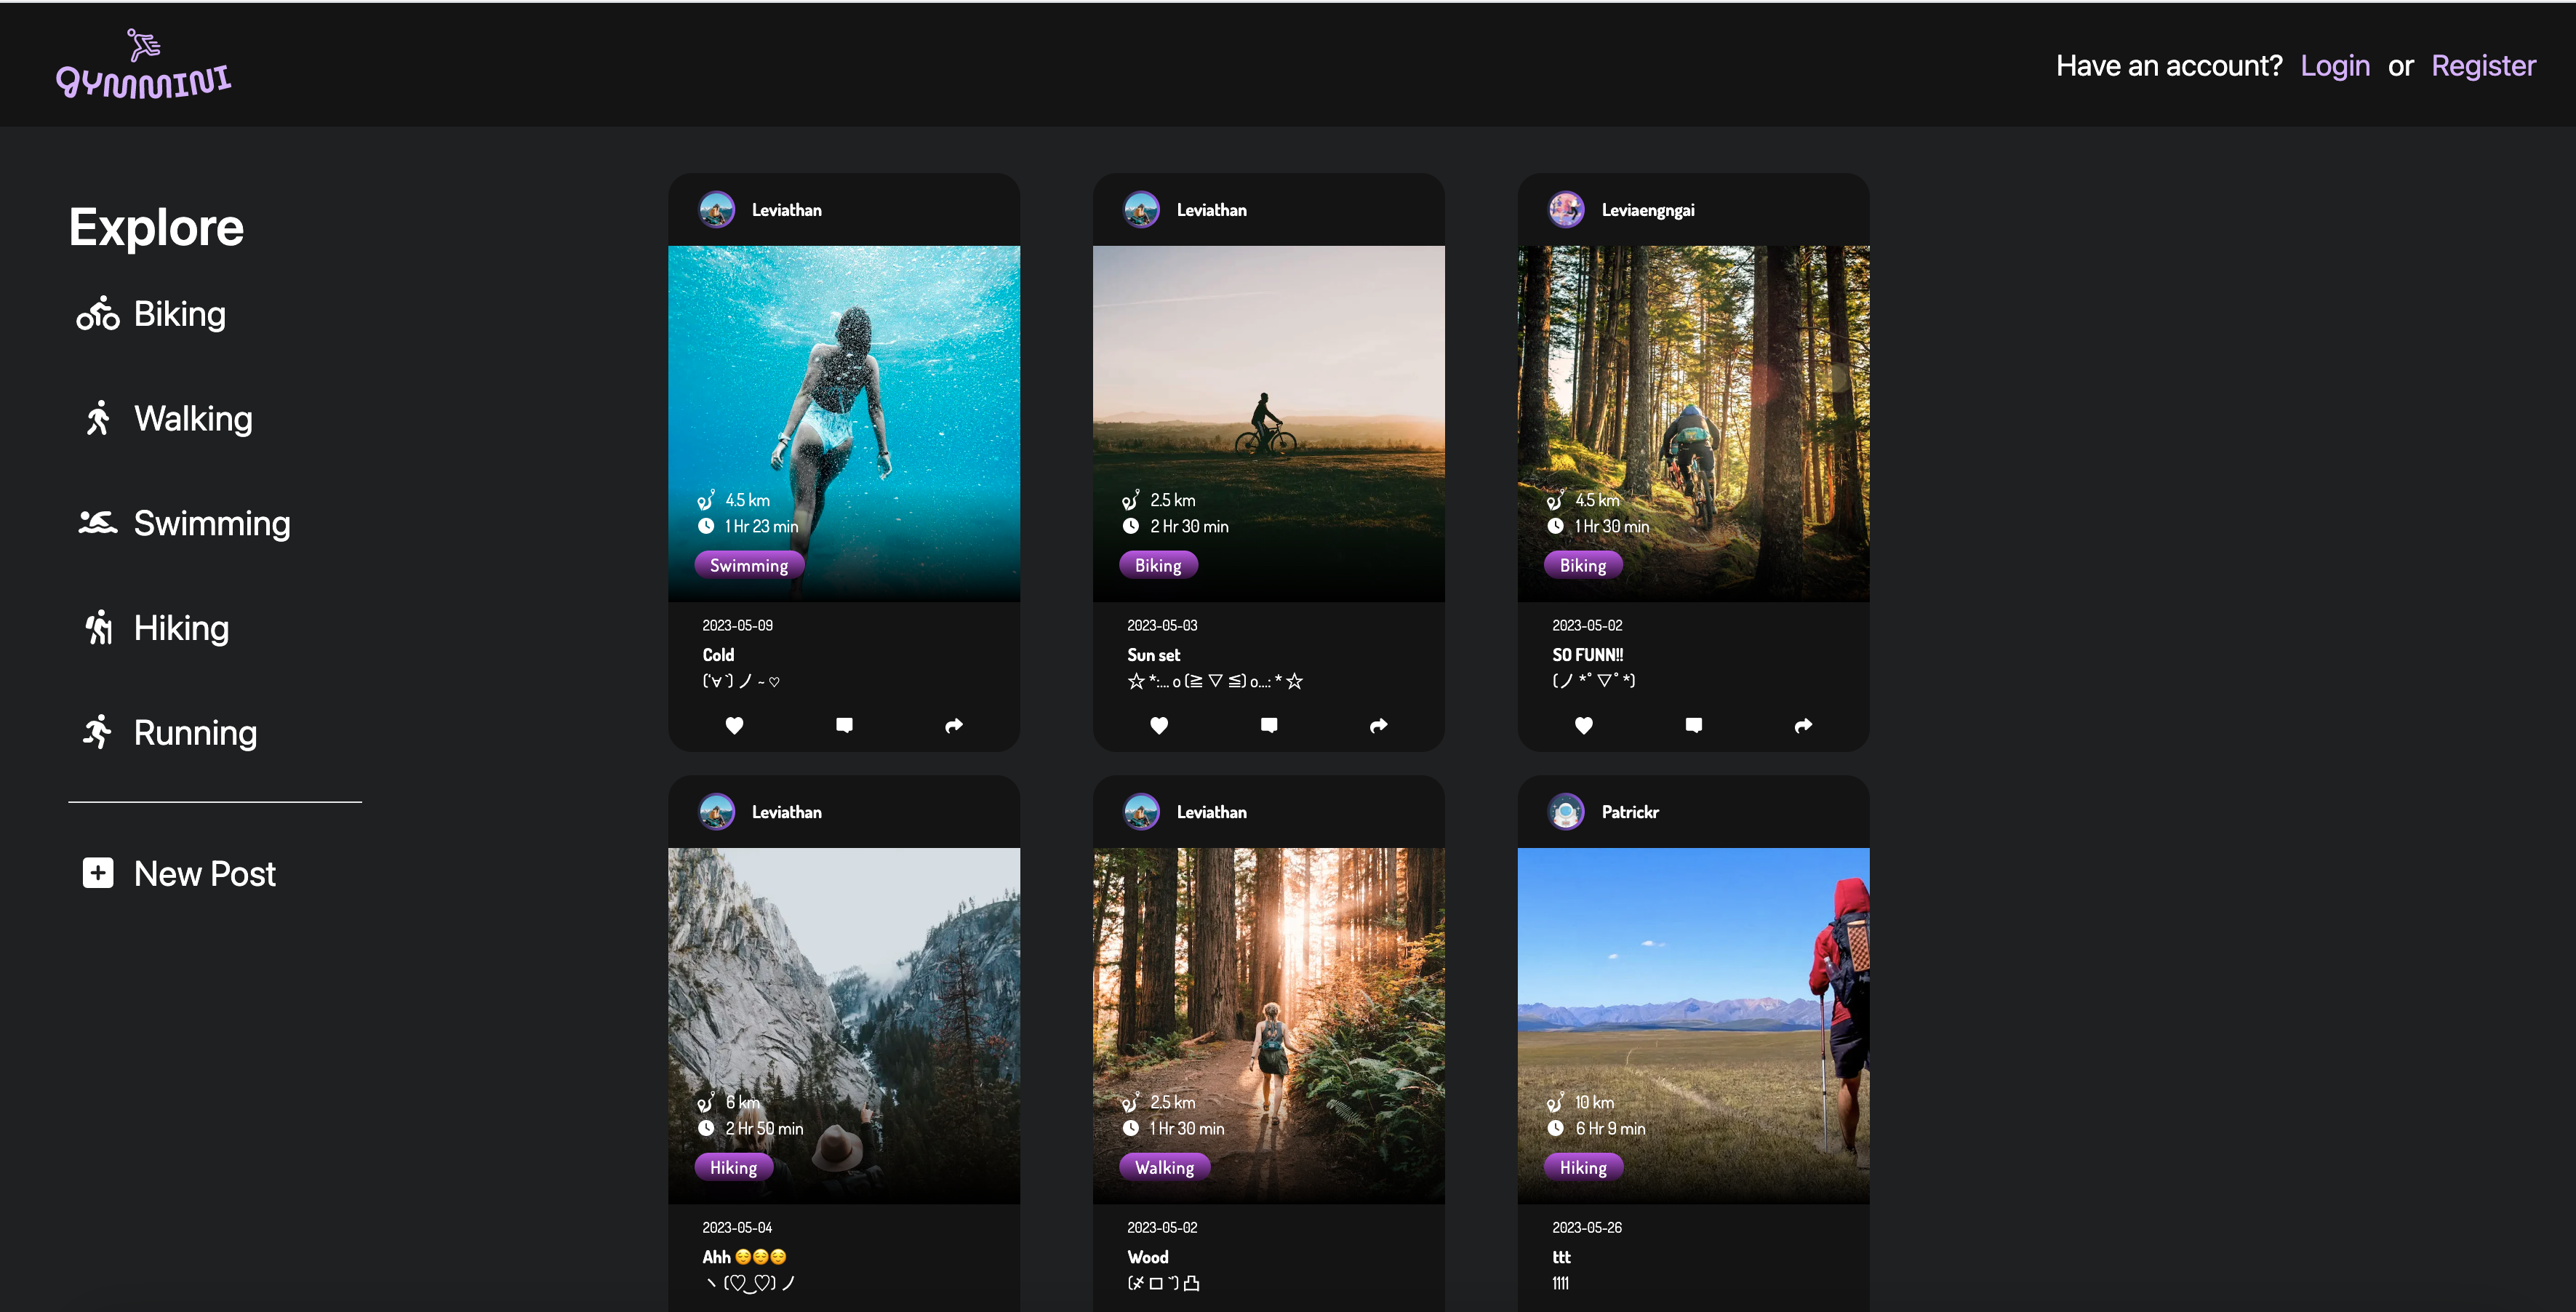 gymmini
Have an account? Login or Register
Explore
Biking
Walking
Swimming
Hiking
Running
New Post
Leviathan
4.5 km
1 Hr 23 min
Swimming
2023-05-09
Cold
(´∀`) ノ ~ ♡
Leviathan
2.5 km
2 Hr 30 min
Biking
2023-05-03
Sun set
☆ *:... o (≧ ▽ ≦) o...: * ☆
Leviaengngai
4.5 km
1 Hr 30 min
Biking
2023-05-02
SO FUNN!!
(ノ *ﾟ ▽ﾟ *)
Leviathan
6 km
2 Hr 50 min
Hiking
2023-05-04
Ahh 😌😌😌
ヽ (♡‿♡) ノ
Leviathan
2.5 km
1 Hr 30 min
Walking
2023-05-02
Wood
(メ ロ ˘) 凸
Patrickr
10 km
6 Hr 9 min
Hiking
2023-05-26
ttt
1111